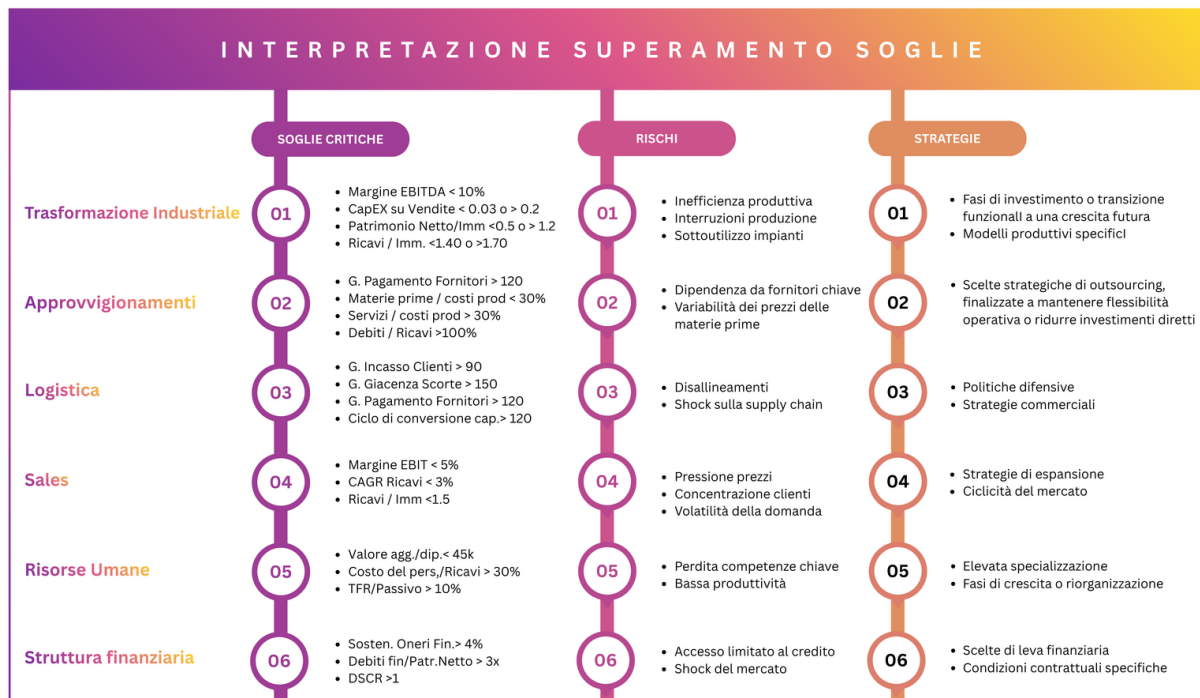 INTERPRETAZIONE SUPERAMENTO SOGLIE
SOGLIE CRITICHE
RISCHI
STRATEGIE
Trasformazione Industriale
01
• Margine EBITDA < 10%
• CapEX su Vendite < 0.03 o > 0.2
• Patrimonio Netto/Imm <0.5 o > 1.2
• Ricavi / Imm. <1.40 o >1.70
01
• Inefficienza produttiva
• Interruzioni produzione
• Sottoutilizzo impianti
01
• Fasi di investimento o transizione
funzionalI a una crescita futura
• Modelli produttivi specificI
Approvvigionamenti
02
• G. Pagamento Fornitori > 120
• Materie prime / costi prod < 30%
• Servizi / costi prod > 30%
• Debiti / Ricavi >100%
02
• Dipendenza da fornitori chiave
• Variabilità dei prezzi delle
materie prime
02
• Scelte strategiche di outsourcing,
finalizzate a mantenere flessibilità
operativa o ridurre investimenti diretti
Logistica
03
• G. Incasso Clienti > 90
• G. Giacenza Scorte > 150
• G. Pagamento Fornitori > 120
• Ciclo di conversione cap.> 120
03
• Disallineamenti
• Shock sulla supply chain
03
• Politiche difensive
• Strategie commerciali
Sales
04
• Margine EBIT < 5%
• CAGR Ricavi < 3%
• Ricavi / Imm <1.5
04
• Pressione prezzi
• Concentrazione clienti
• Volatilità della domanda
04
• Strategie di espansione
• Ciclicità del mercato
Risorse Umane
05
• Valore agg./dip.< 45k
• Costo del pers,/Ricavi > 30%
• TFR/Passivo > 10%
05
• Perdita competenze chiave
• Bassa produttività
05
• Elevata specializzazione
• Fasi di crescita o riorganizzazione
Struttura finanziaria
06
• Sosten. Oneri Fin.> 4%
• Debiti fin/Patr.Netto > 3x
• DSCR >1
06
• Accesso limitato al credito
• Shock del mercato
06
• Scelte di leva finanziaria
• Condizioni contrattuali specifiche